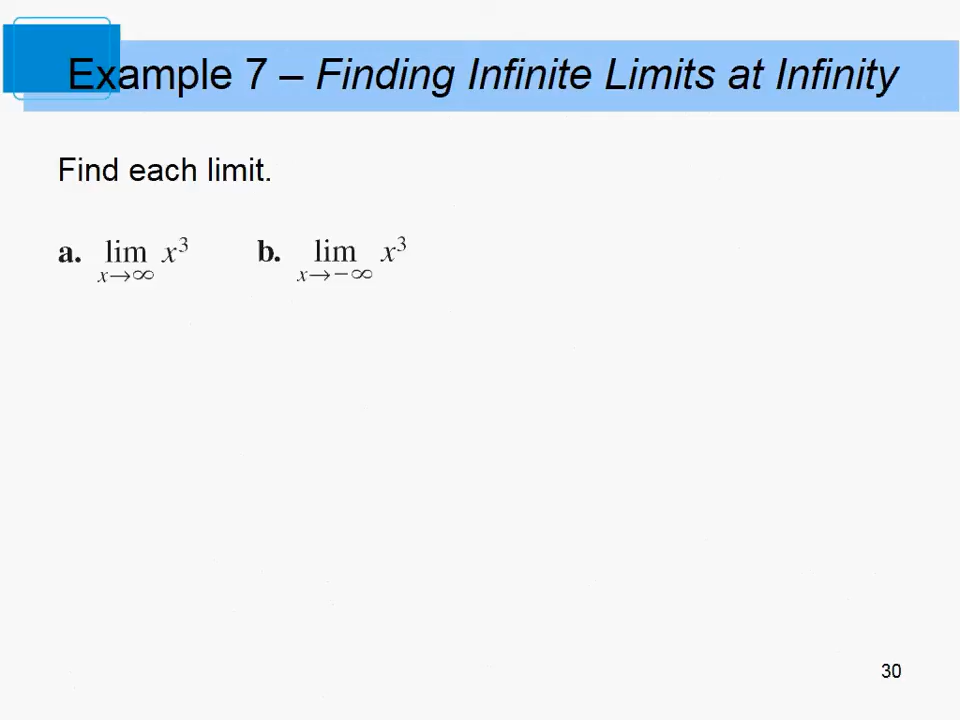 Example 7 – Finding Infinite Limits at Infinity
Find each limit.
a. lim x→∞ x³ b. lim x→−∞ x³
30